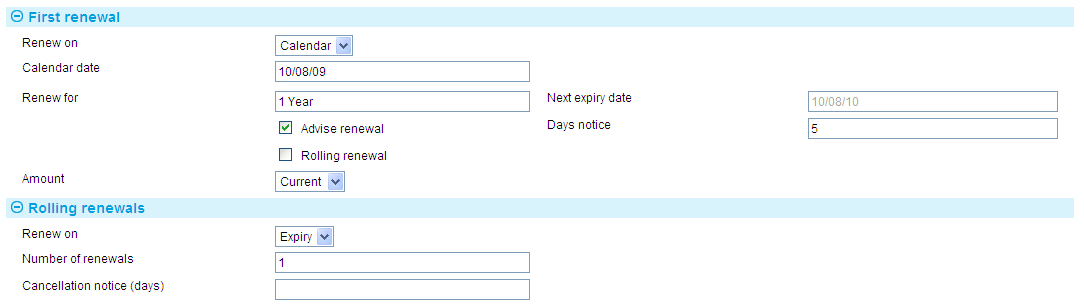 First renewal
Renew on Calendar
Calendar date 10/08/09
Renew for 1 Year Next expiry date 10/08/10
Advise renewal Days notice 5
Rolling renewal
Amount Current
Rolling renewals
Renew on Expiry
Number of renewals 1
Cancellation notice (days)